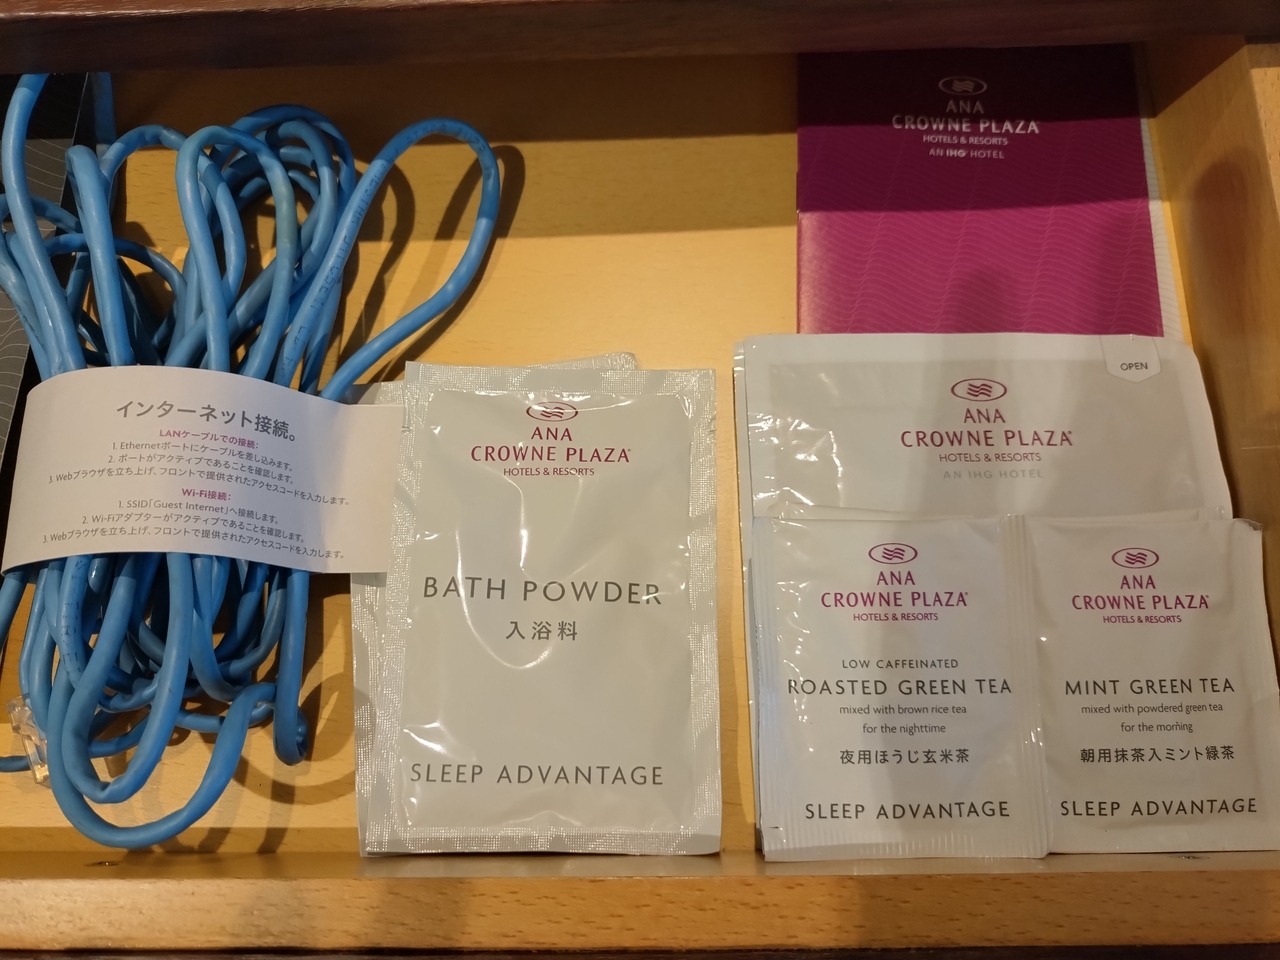 インターネット接続。
LANケーブルでの接続:
1. Ethernetポートにケーブルを差し込みます。
2. ポートがアクティブであることを確認します。
3. Webブラウザを立ち上げ、フロントで提供されたアクセスコードを入力します。
Wi-Fi接続:
1. SSID「Guest Internet」へ接続します。
2. Wi-Fiアダプターがアクティブであることを確認します。
3. Webブラウザを立ち上げ、フロントで提供されたアクセスコードを入力します。
ANA
CROWNE PLAZA
HOTELS & RESORTS
BATH POWDER
入浴料
SLEEP ADVANTAGE
ANA
CROWNE PLAZA
HOTELS & RESORTS
AN IHG HOTEL
OPEN
ANA
CROWNE PLAZA
HOTELS & RESORTS
AN IHG HOTEL
ANA
CROWNE PLAZA
HOTELS & RESORTS
LOW CAFFEINATED
ROASTED GREEN TEA
mixed with brown rice tea
for the nighttime
夜用ほうじ玄米茶
SLEEP ADVANTAGE
ANA
CROWNE PLAZA
HOTELS & RESORTS
MINT GREEN TEA
mixed with powdered green tea
for the morning
朝用抹茶入ミント緑茶
SLEEP ADVANTAGE